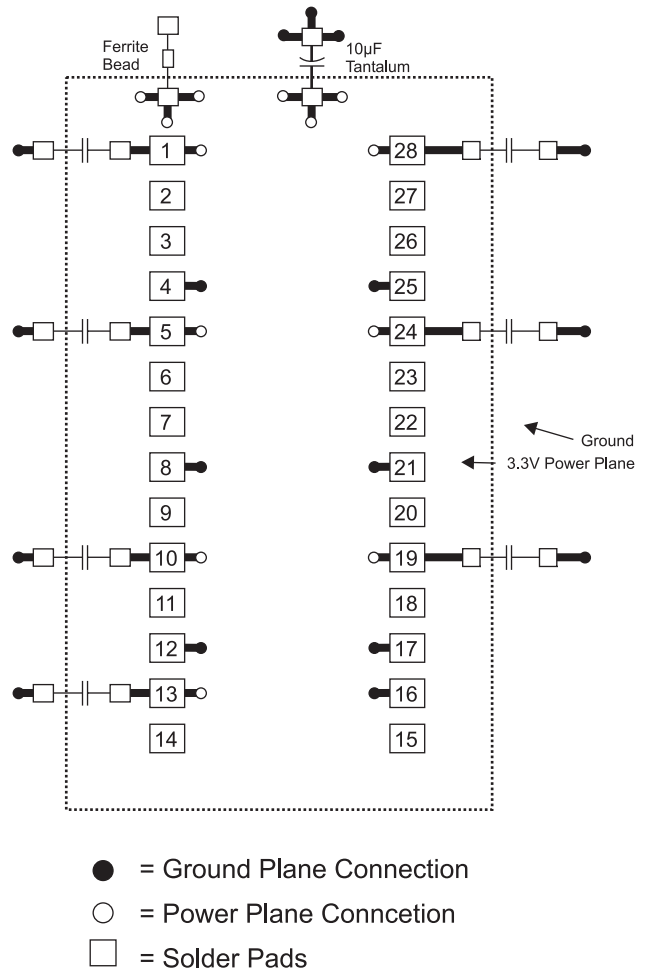 Ferrite
Bead
10µF
Tantalum
1 28
2 27
3 26
4 25
5 24
6 23
7 22
Ground
8 21 3.3V Power Plane
9 20
10 19
11 18
12 17
13 16
14 15
= Ground Plane Connection
= Power Plane Conncetion
= Solder Pads